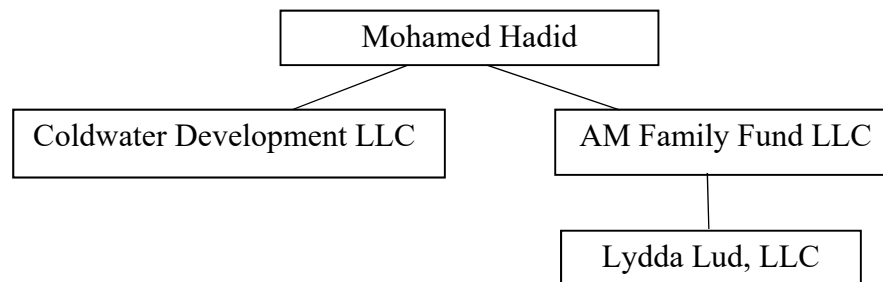 Mohamed Hadid
Coldwater Development LLC
AM Family Fund LLC
Lydda Lud, LLC